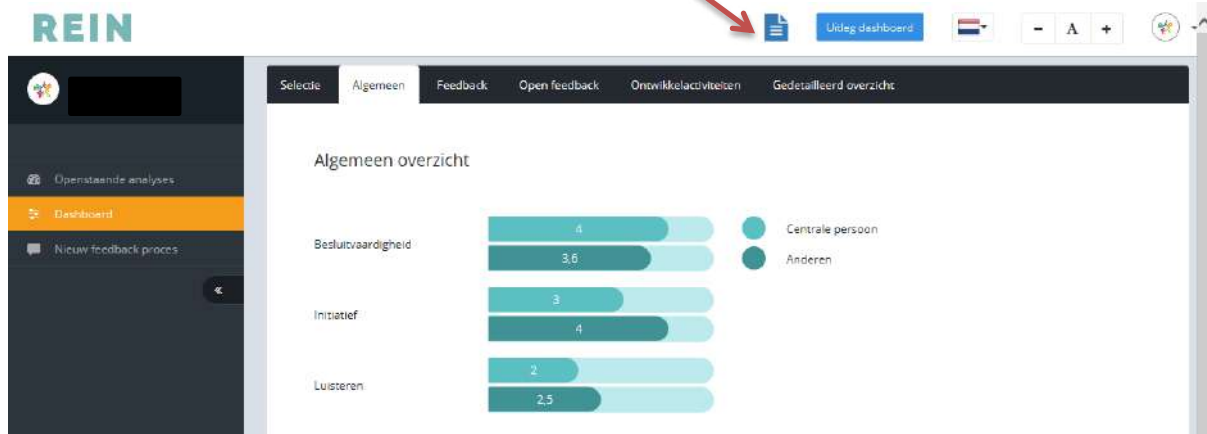 REIN
Uitleg dashboard
- A +
Selectie Algemeen Feedback Open feedback Ontwikkelactiviteiten Gedetailleerd overzicht
Openstaande analyses
Dashboard
Nieuw feedback proces
«
Algemeen overzicht
Besluitvaardigheid
4
3,6
Centrale persoon
Anderen
Initiatief
3
4
Luisteren
2
2,5